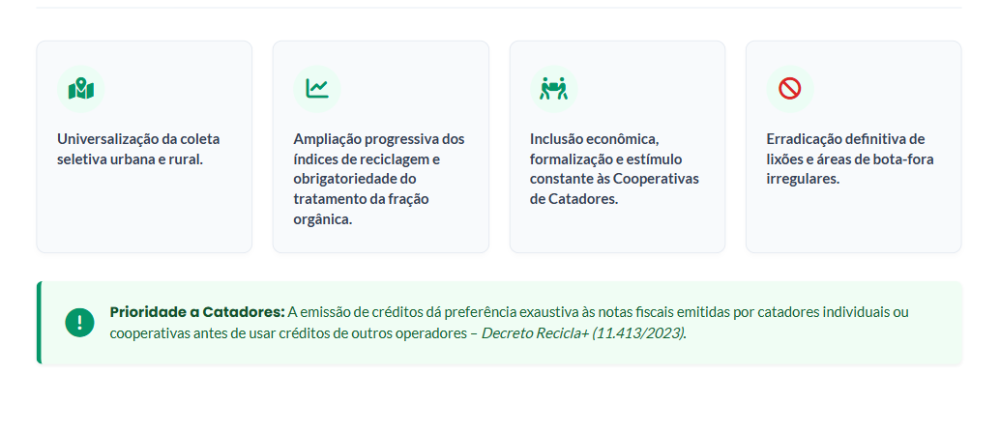 Universalização da coleta
seletiva urbana e rural.
Ampliação progressiva dos
índices de reciclagem e
obrigatoriedade do
tratamento da fração
orgânica.
Inclusão econômica,
formalização e estímulo
constante às Cooperativas
de Catadores.
Erradicação definitiva de
lixões e áreas de bota-fora
irregulares.
Prioridade a Catadores: A emissão de créditos dá preferência exaustiva às notas fiscais emitidas por catadores individuais ou
cooperativas antes de usar créditos de outros operadores – Decreto Recicla+ (11.413/2023).